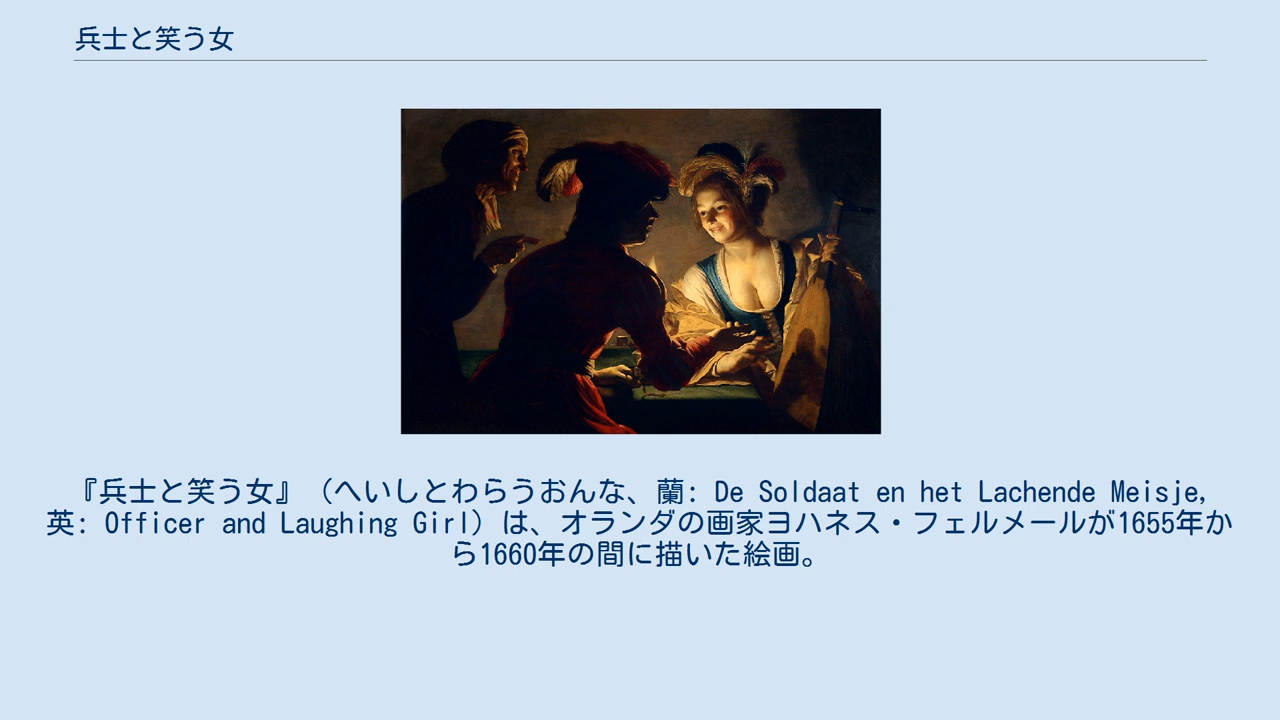 兵士と笑う女
『兵士と笑う女』（へいしとわらうおんな、蘭: De Soldaat en het Lachende Meisje,
英: Officer and Laughing Girl）は、オランダの画家ヨハネス・フェルメールが1655年か
ら1660年の間に描いた絵画。